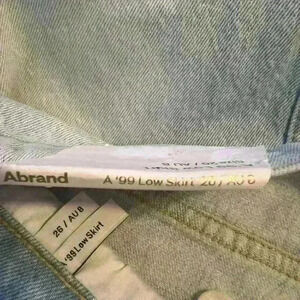 Abrand A '99 Low Skirt 26 / AU 8
26 / AU 8
'99 Low Skirt